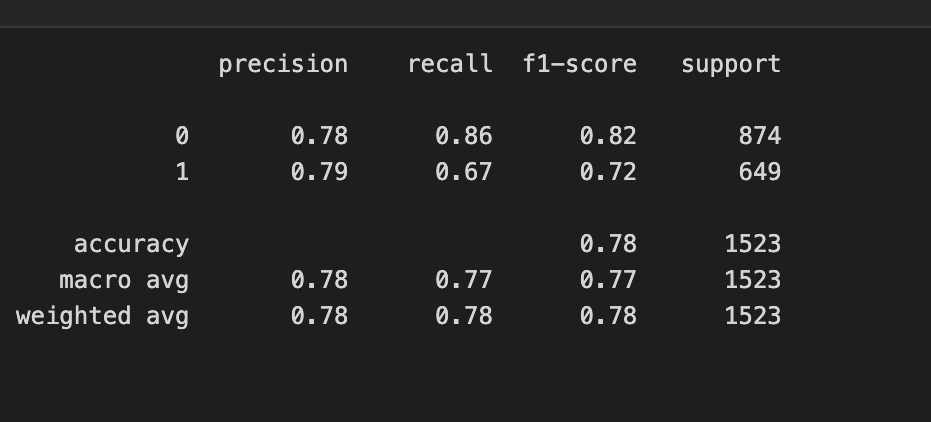 precision recall f1-score support
0 0.78 0.86 0.82 874
1 0.79 0.67 0.72 649
accuracy 0.78 1523
macro avg 0.78 0.77 0.77 1523
weighted avg 0.78 0.78 0.78 1523